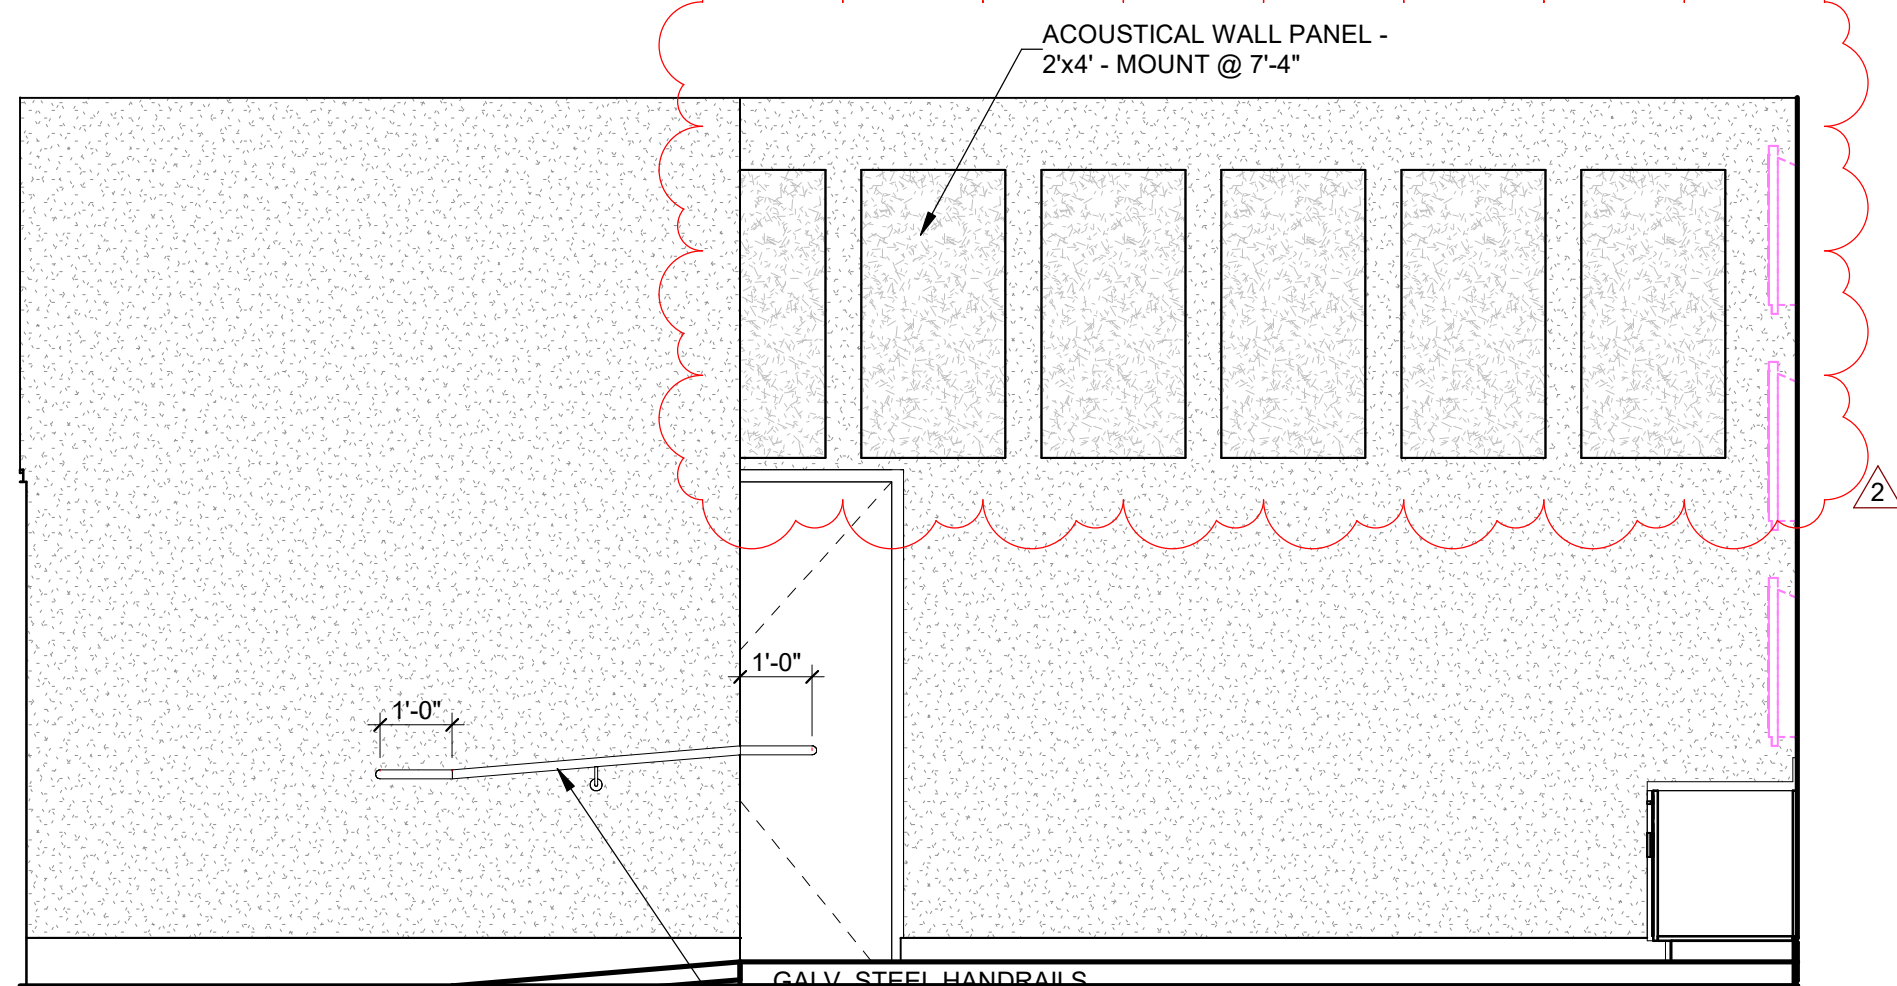 ACOUSTICAL WALL PANEL -
2'x4' - MOUNT @ 7'-4"
2
1'-0"
1'-0"
GALV. STEEL HANDRAILS